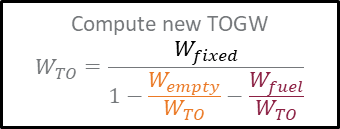 Compute new TOGW
W_TO = W_fixed / (1 − W_empty/W_TO − W_fuel/W_TO)